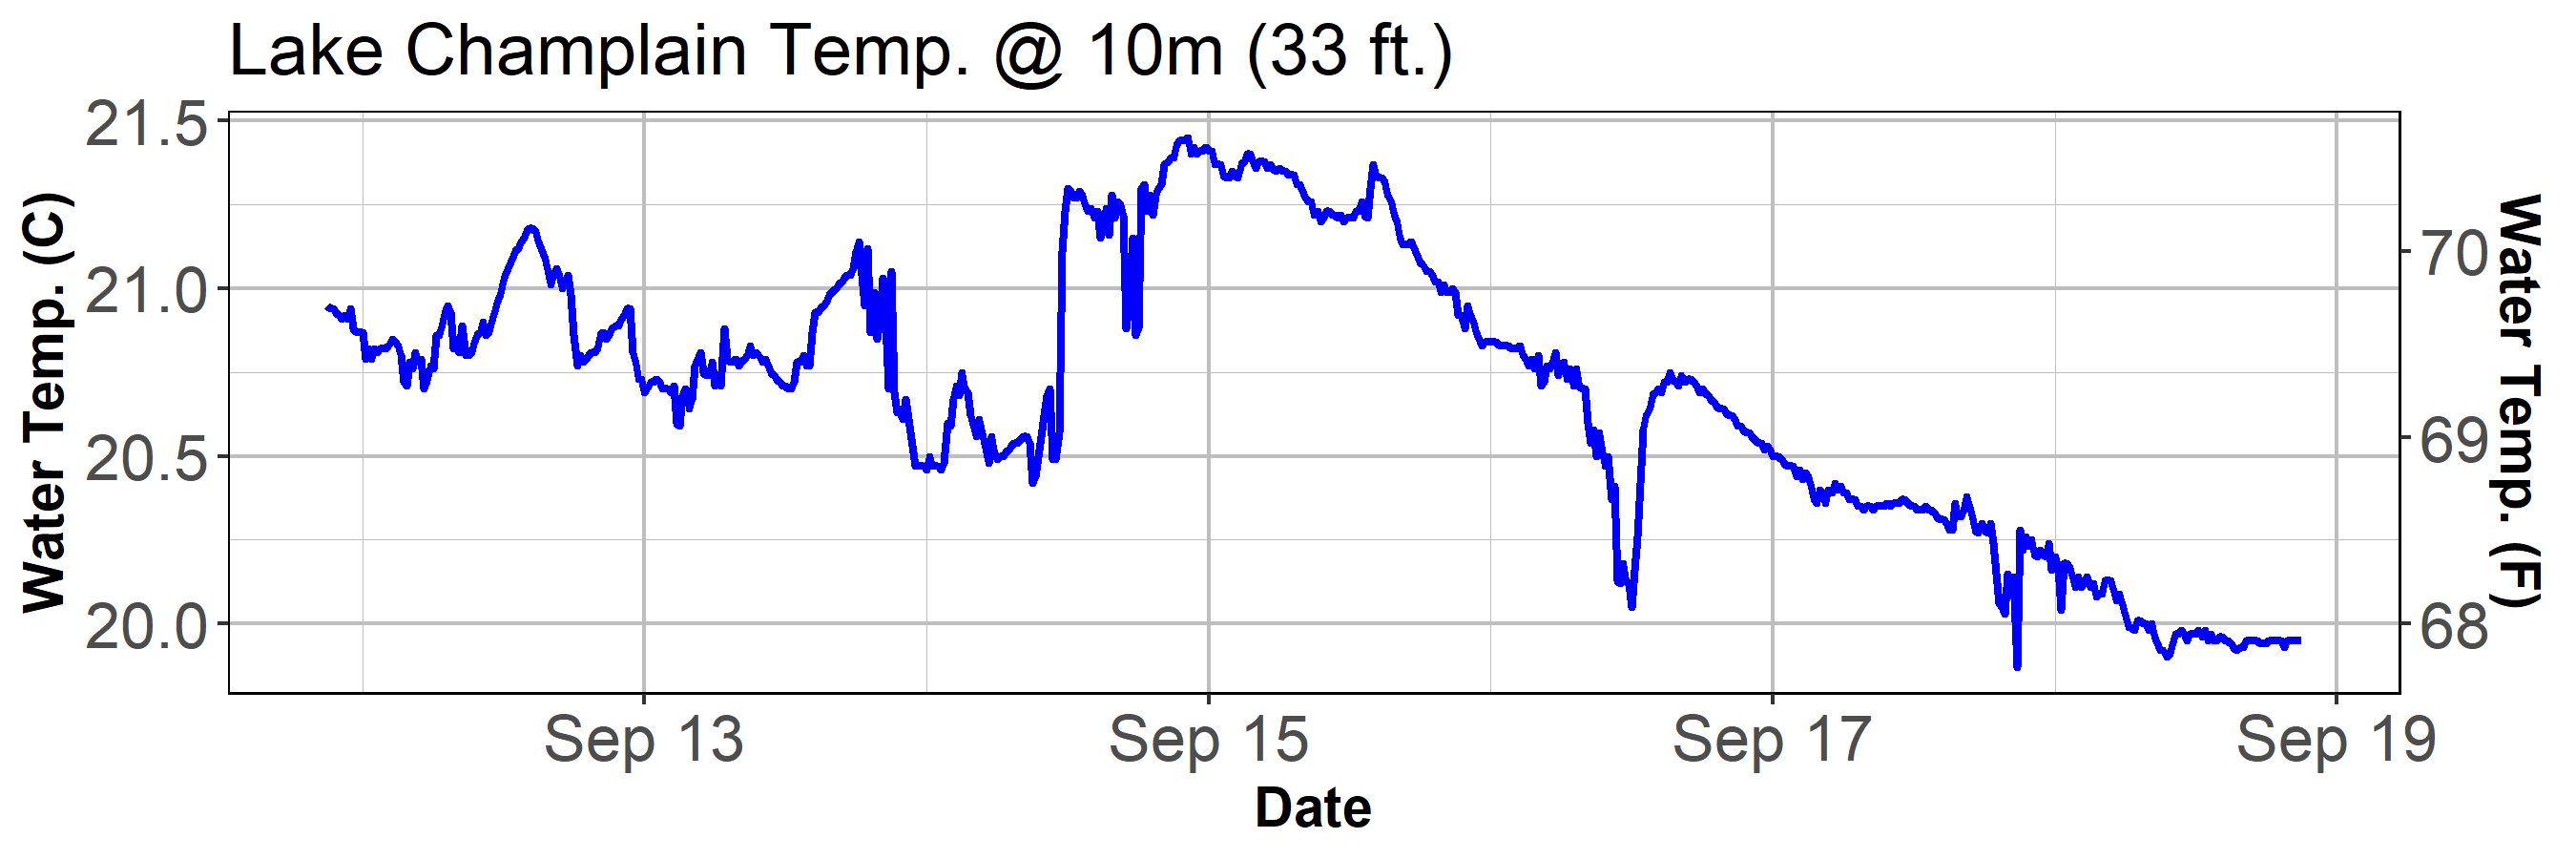 Lake Champlain Temp. @ 10m (33 ft.)
Water Temp. (C)
21.5
21.0
20.5
20.0
70
69
68
Water Temp. (F)
Sep 13
Sep 15
Sep 17
Sep 19
Date